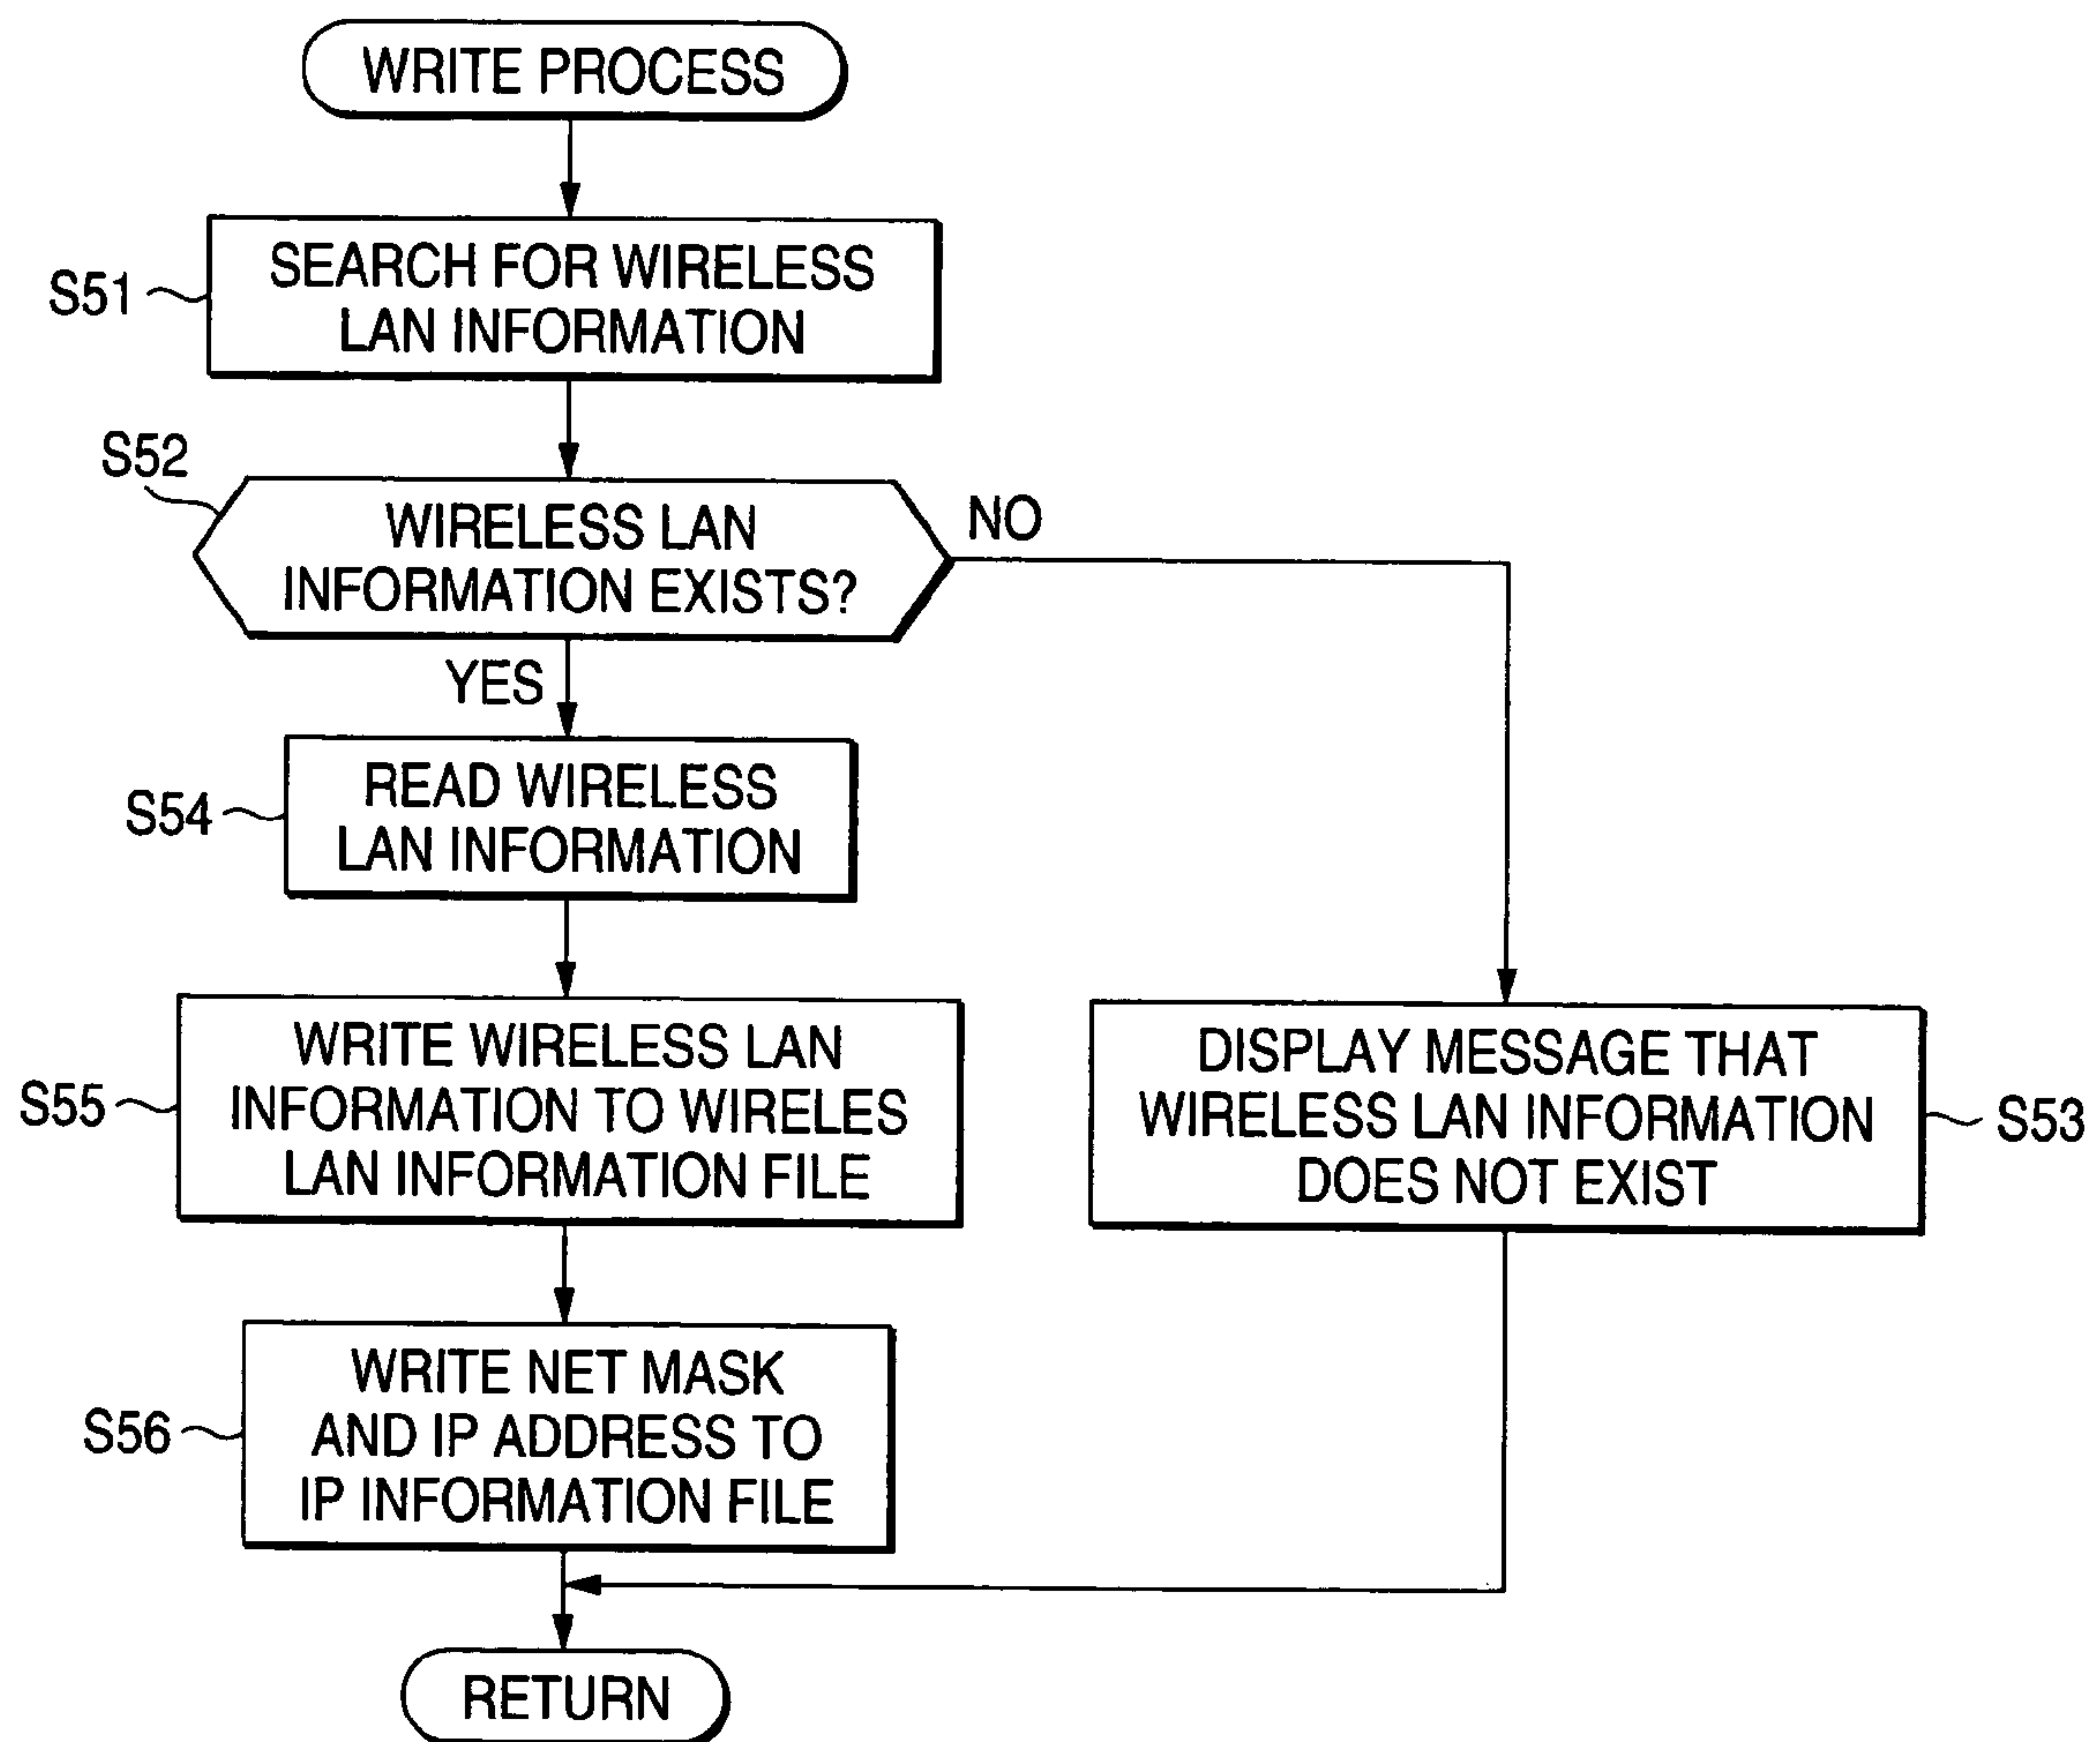 WRITE PROCESS
S51
SEARCH FOR WIRELESS
LAN INFORMATION
S52
WIRELESS LAN
INFORMATION EXISTS?
NO
YES
S54
READ WIRELESS
LAN INFORMATION
S55
WRITE WIRELESS LAN
INFORMATION TO WIRELES
LAN INFORMATION FILE
DISPLAY MESSAGE THAT
WIRELESS LAN INFORMATION
DOES NOT EXIST
S53
S56
WRITE NET MASK
AND IP ADDRESS TO
IP INFORMATION FILE
RETURN